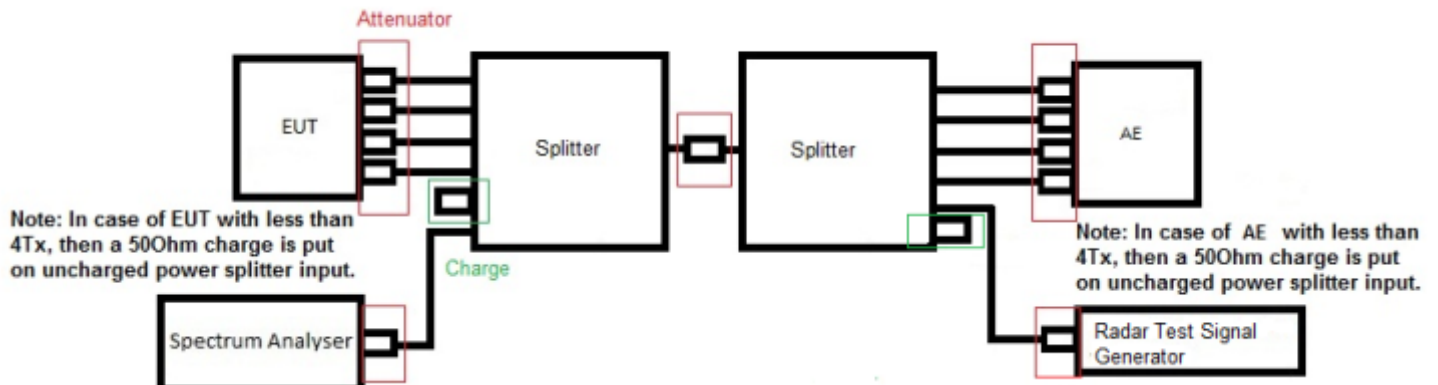 Attenuator
EUT
Splitter
Splitter
AE
Note: In case of EUT with less than
4Tx, then a 50Ohm charge is put
on uncharged power splitter input.
Charge
Note: In case of AE with less than
4Tx, then a 50Ohm charge is put
on uncharged power splitter input.
Spectrum Analyser
Radar Test Signal
Generator